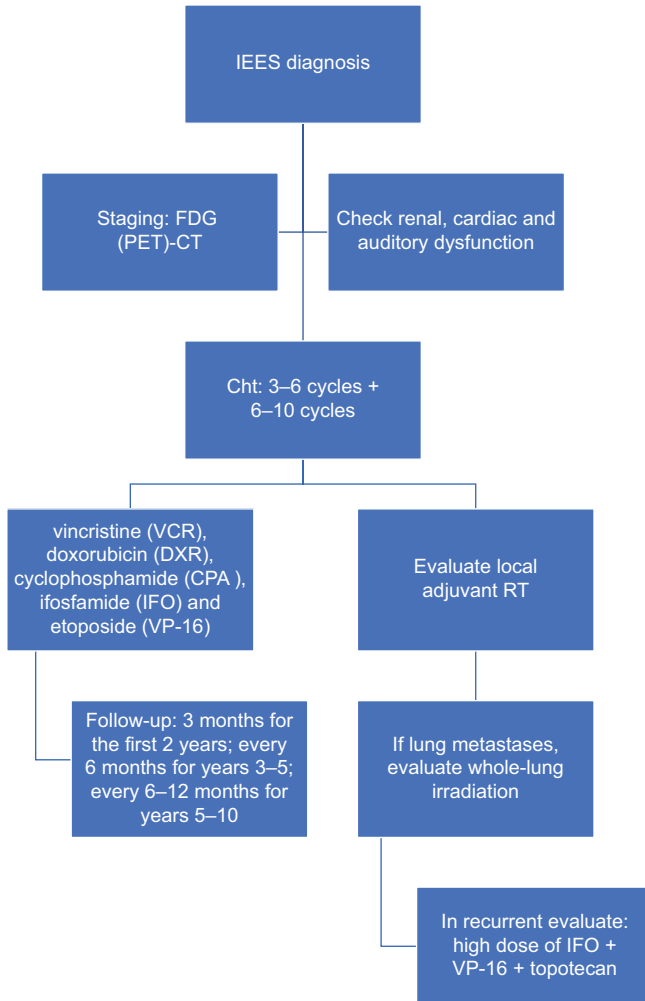 IEES diagnosis
Staging: FDG
(PET)-CT
Check renal, cardiac and
auditory dysfunction
Cht: 3–6 cycles +
6–10 cycles
vincristine (VCR),
doxorubicin (DXR),
cyclophosphamide (CPA ),
ifosfamide (IFO) and
etoposide (VP-16)
Evaluate local
adjuvant RT
Follow-up: 3 months for
the first 2 years; every
6 months for years 3–5;
every 6–12 months for
years 5–10
If lung metastases,
evaluate whole-lung
irradiation
In recurrent evaluate:
high dose of IFO +
VP-16 + topotecan